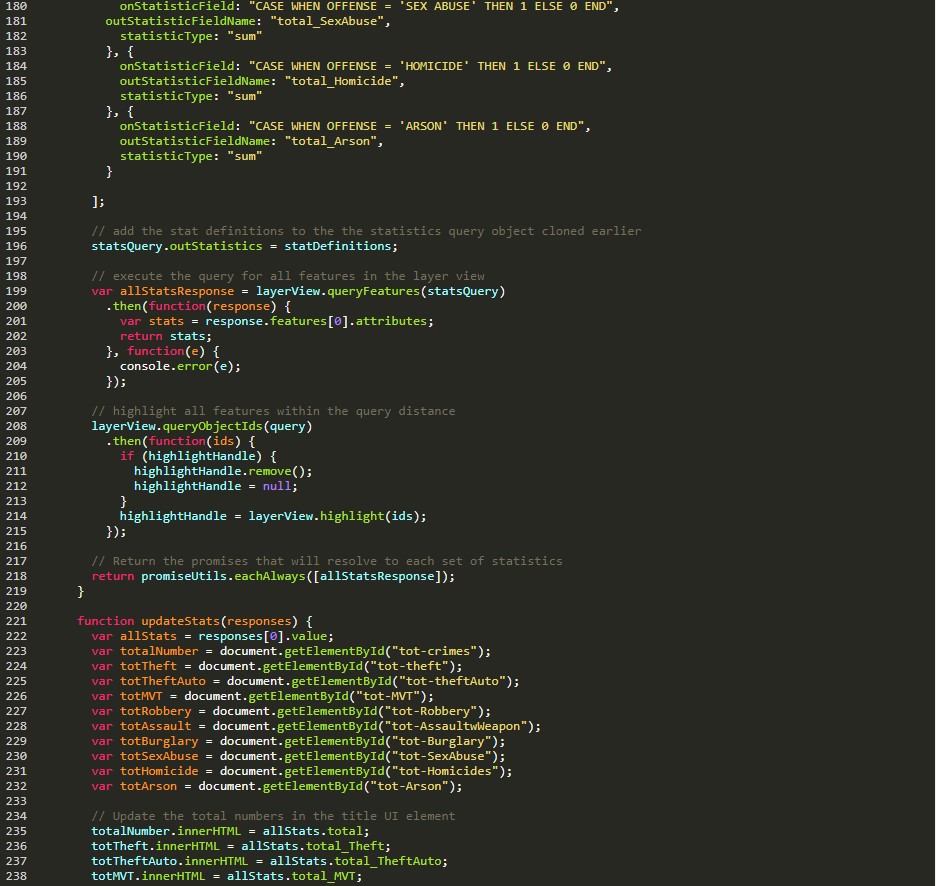 180 onStatisticField: "CASE WHEN OFFENSE = 'SEX ABUSE' THEN 1 ELSE 0 END",
181 outStatisticFieldName: "total_SexAbuse",
182 statisticType: "sum"
183 }, {
184 onStatisticField: "CASE WHEN OFFENSE = 'HOMICIDE' THEN 1 ELSE 0 END",
185 outStatisticFieldName: "total_Homicide",
186 statisticType: "sum"
187 }, {
188 onStatisticField: "CASE WHEN OFFENSE = 'ARSON' THEN 1 ELSE 0 END",
189 outStatisticFieldName: "total_Arson",
190 statisticType: "sum"
191 }
192
193 ];
194
195 // add the stat definitions to the the statistics query object cloned earlier
196 statsQuery.outStatistics = statDefinitions;
197
198 // execute the query for all features in the layer view
199 var allStatsResponse = layerView.queryFeatures(statsQuery)
200 .then(function(response) {
201 var stats = response.features[0].attributes;
202 return stats;
203 }, function(e) {
204 console.error(e);
205 });
206
207 // highlight all features within the query distance
208 layerView.queryObjectIds(query)
209 .then(function(ids) {
210 if (highlightHandle) {
211 highlightHandle.remove();
212 highlightHandle = null;
213 }
214 highlightHandle = layerView.highlight(ids);
215 });
216
217 // Return the promises that will resolve to each set of statistics
218 return promiseUtils.eachAlways([allStatsResponse]);
219 }
220
221 function updateStats(responses) {
222 var allStats = responses[0].value;
223 var totalNumber = document.getElementById("tot-crimes");
224 var totTheft = document.getElementById("tot-theft");
225 var totTheftAuto = document.getElementById("tot-theftAuto");
226 var totMVT = document.getElementById("tot-MVT");
227 var totRobbery = document.getElementById("tot-Robbery");
228 var totAssault = document.getElementById("tot-AssaultwWeapon");
229 var totBurglary = document.getElementById("tot-Burglary");
230 var totSexAbuse = document.getElementById("tot-SexAbuse");
231 var totHomicide = document.getElementById("tot-Homicides");
232 var totArson = document.getElementById("tot-Arson");
233
234 // Update the total numbers in the title UI element
235 totalNumber.innerHTML = allStats.total;
236 totTheft.innerHTML = allStats.total_Theft;
237 totTheftAuto.innerHTML = allStats.total_TheftAuto;
238 totMVT.innerHTML = allStats.total_MVT;